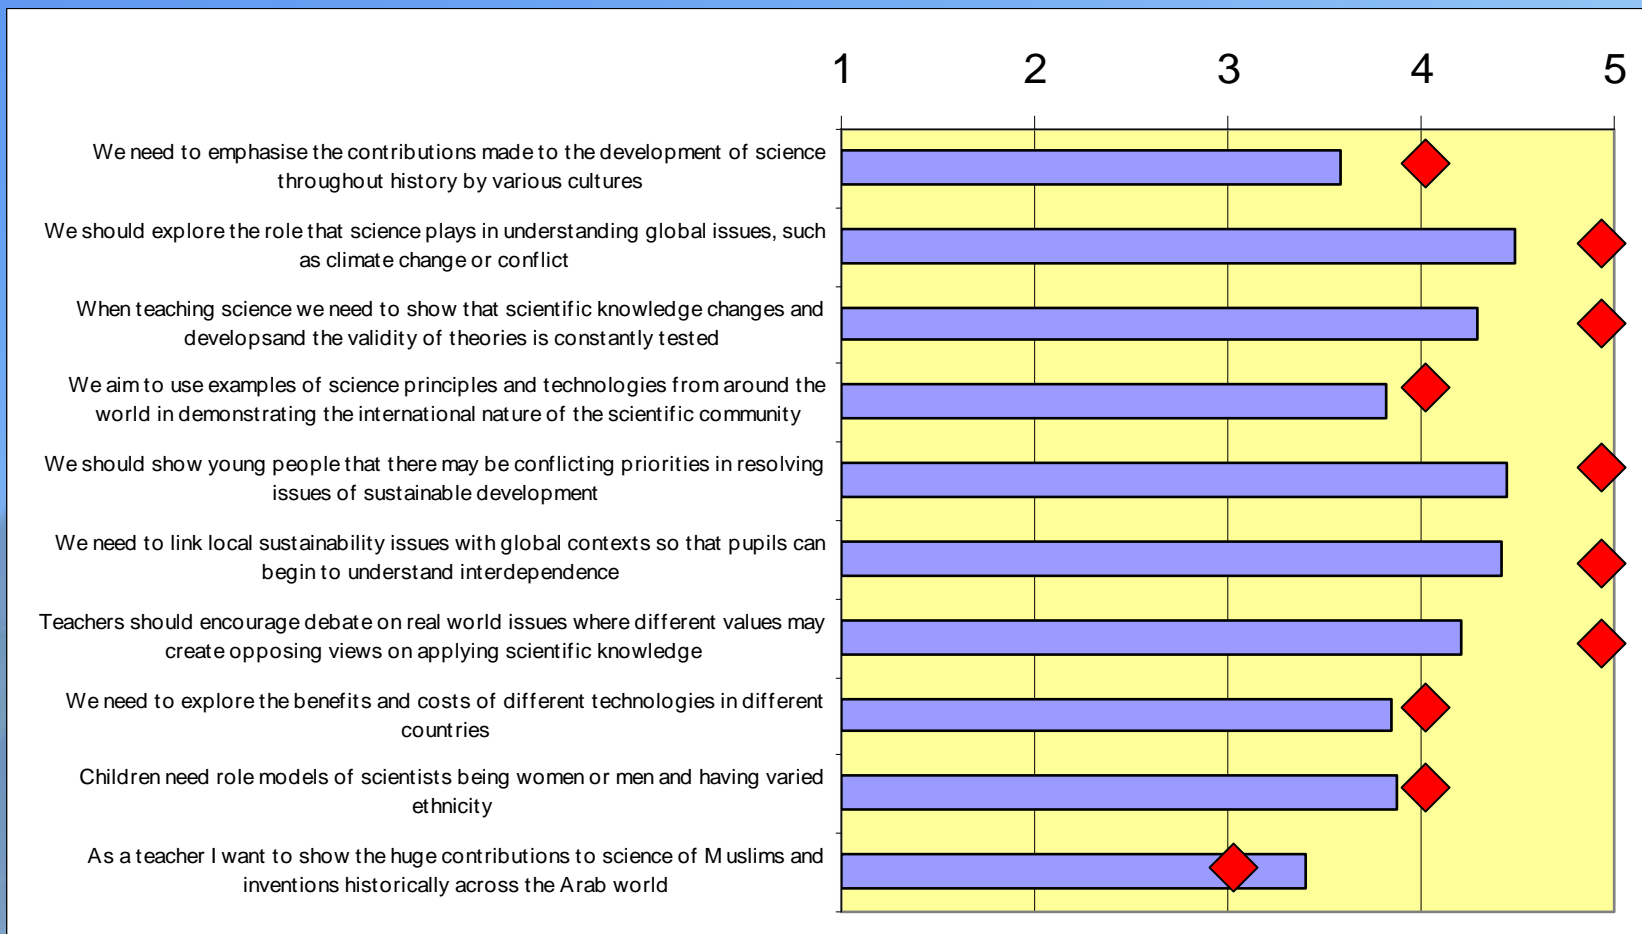 1 2 3 4 5
We need to emphasise the contributions made to the development of science
throughout history by various cultures
We should explore the role that science plays in understanding global issues, such
as climate change or conflict
When teaching science we need to show that scientific knowledge changes and
developsand the validity of theories is constantly tested
We aim to use examples of science principles and technologies from around the
world in demonstrating the international nature of the scientific community
We should show young people that there may be conflicting priorities in resolving
issues of sustainable development
We need to link local sustainability issues with global contexts so that pupils can
begin to understand interdependence
Teachers should encourage debate on real world issues where different values may
create opposing views on applying scientific knowledge
We need to explore the benefits and costs of different technologies in different
countries
Children need role models of scientists being women or men and having varied
ethnicity
As a teacher I want to show the huge contributions to science of Muslims and
inventions historically across the Arab world